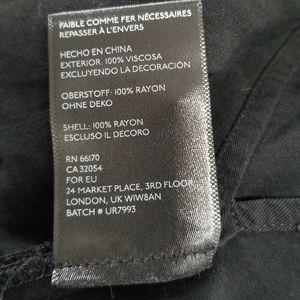 FAIBLE COMME FER NÉCESSAIRES
REPASSER À L'ENVERS
HECHO EN CHINA
EXTERIOR: 100% VISCOSA
EXCLUYENDO LA DECORACIÓN
OBERSTOFF: 100% RAYON
OHNE DEKO
SHELL: 100% RAYON
ESCLUSO IL DECORO
RN 66170
CA 32054
FOR EU
24 MARKET PLACE, 3RD FLOOR
LONDON, UK W1W8AN
BATCH # UR7993